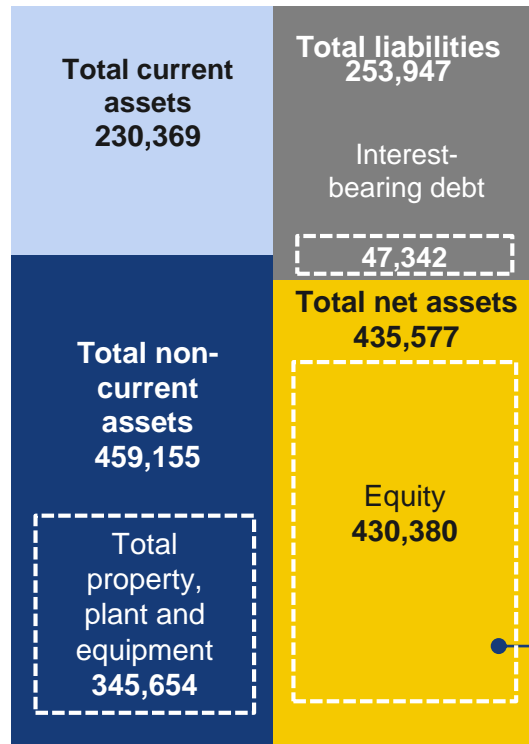 Total current
assets
230,369
Total non-
current
assets
459,155
Total
property,
plant and
equipment
345,654
Total liabilities
253,947
Interest-
bearing debt
47,342
Total net assets
435,577
Equity
430,380